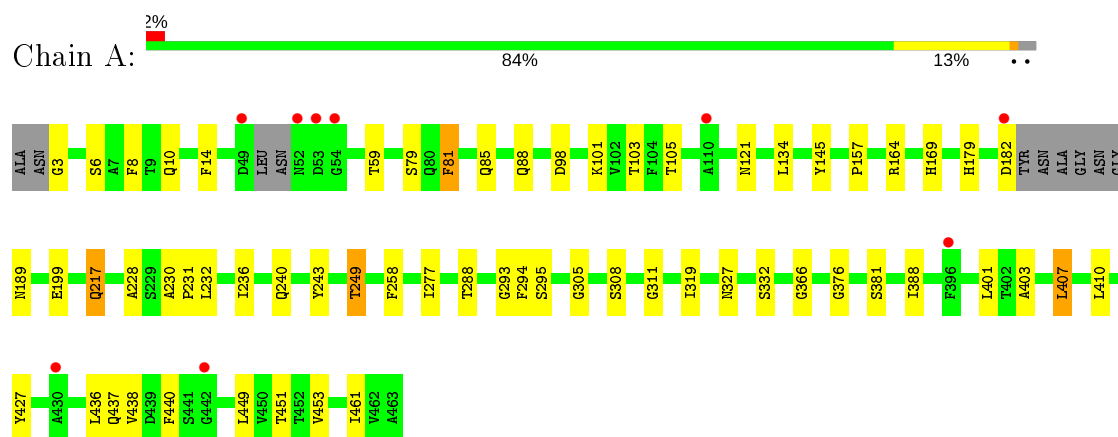 2%
Chain A:
84% 13% • •
ALA ASN G3 S6 A7 F8 T9 Q10 F14 D49 LEU ASN N52 D53 G54 T59 S79 Q80 F81 Q85 Q88 D98 K101 V102 T103 F104 T105 A110 N121 L134 Y145 P157 R164 H169 H179 D182 TYR ASN ALA GLY ASN GLY
N189 E199 Q217 A228 S229 A230 P231 L232 I236 Q240 Y243 T249 F258 I277 T288 G293 F294 S295 G305 S308 G311 I319 N327 S332 G366 G376 S381 I388 F396 L401 T402 A403 L407 L410
Y427 A430 L436 Q437 V438 D439 F440 S441 G442 L449 V450 T451 T452 V453 I461 V462 A463